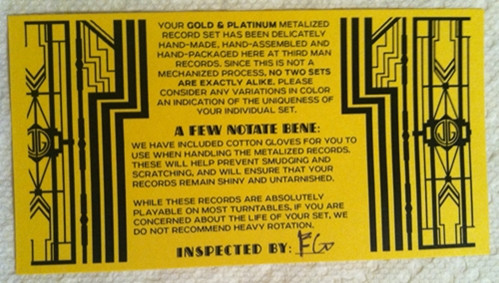 YOUR GOLD & PLATINUM METALIZED
RECORD SET HAS BEEN DELICATELY
HAND-MADE, HAND-ASSEMBLED AND
HAND-PACKAGED HERE AT THIRD MAN
RECORDS. SINCE THIS IS NOT A
MECHANIZED PROCESS, NO TWO SETS
ARE EXACTLY ALIKE. PLEASE
CONSIDER ANY VARIATIONS IN COLOR
AN INDICATION OF THE UNIQUENESS OF
YOUR INDIVIDUAL SET.
A FEW NOTATE BENE:
WE HAVE INCLUDED COTTON GLOVES FOR YOU TO
USE WHEN HANDLING THE METALIZED RECORDS.
THESE WILL HELP PREVENT SMUDGING AND
SCRATCHING, AND WILL ENSURE THAT YOUR
RECORDS REMAIN SHINY AND UNTARNISHED.
WHILE THESE RECORDS ARE ABSOLUTELY
PLAYABLE ON MOST TURNTABLES, IF YOU ARE
CONCERNED ABOUT THE LIFE OF YOUR SET, WE
DO NOT RECOMMEND HEAVY ROTATION.
INSPECTED BY: